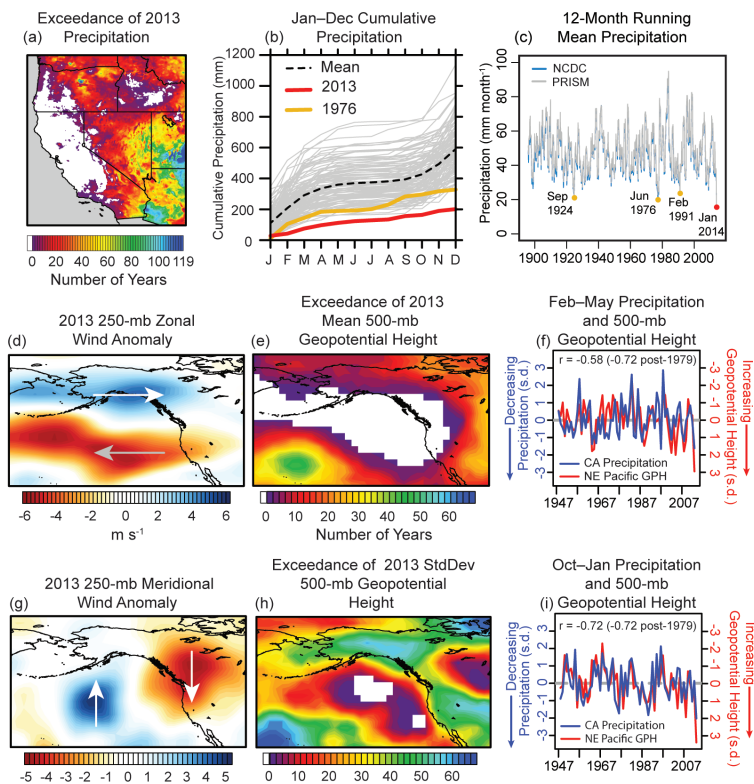 Exceedance of 2013
Precipitation
(a)
0 20 40 60 80 100 119
Number of Years
Jan–Dec Cumulative
Precipitation
(b)
Cumulative Precipitation (mm)
1200
1000
800
600
400
200
0
Mean
2013
1976
J F M A M J J A S O N D
12-Month Running
Mean Precipitation
(c)
Precipitation (mm month-1)
100
80
60
40
20
0
NCDC
PRISM
Sep
1924
Jun
1976
Feb
1991
Jan
2014
1900 1920 1940 1960 1980 2000
2013 250-mb Zonal
Wind Anomaly
(d)
-6 -4 -2 0 2 4 6
m s-1
Exceedance of 2013
Mean 500-mb
Geopotential Height
(e)
0 10 20 30 40 50 60
Number of Years
Feb–May Precipitation
and 500-mb
Geopotential Height
(f)
r = -0.58 (-0.72 post-1979)
Decreasing
Precipitation (s.d.)
3
2
1
0
-1
-2
-3
-3
-2
-1
0
1
2
3
Increasing
Geopotential Height (s.d.)
CA Precipitation
NE Pacific GPH
1947 1967 1987 2007
2013 250-mb Meridional
Wind Anomaly
(g)
-5 -4 -3 -2 -1 0 1 2 3 4 5
Exceedance of 2013 StdDev
500-mb Geopotential
Height
(h)
0 10 20 30 40 50 60
Oct–Jan Precipitation
and 500-mb
Geopotential Height
(i)
r = -0.72 (-0.72 post-1979)
Decreasing
Precipitation (s.d.)
3
2
1
0
-1
-2
-3
-3
-2
-1
0
1
2
3
Increasing
Geopotential Height (s.d.)
CA Precipitation
NE Pacific GPH
1947 1967 1987 2007